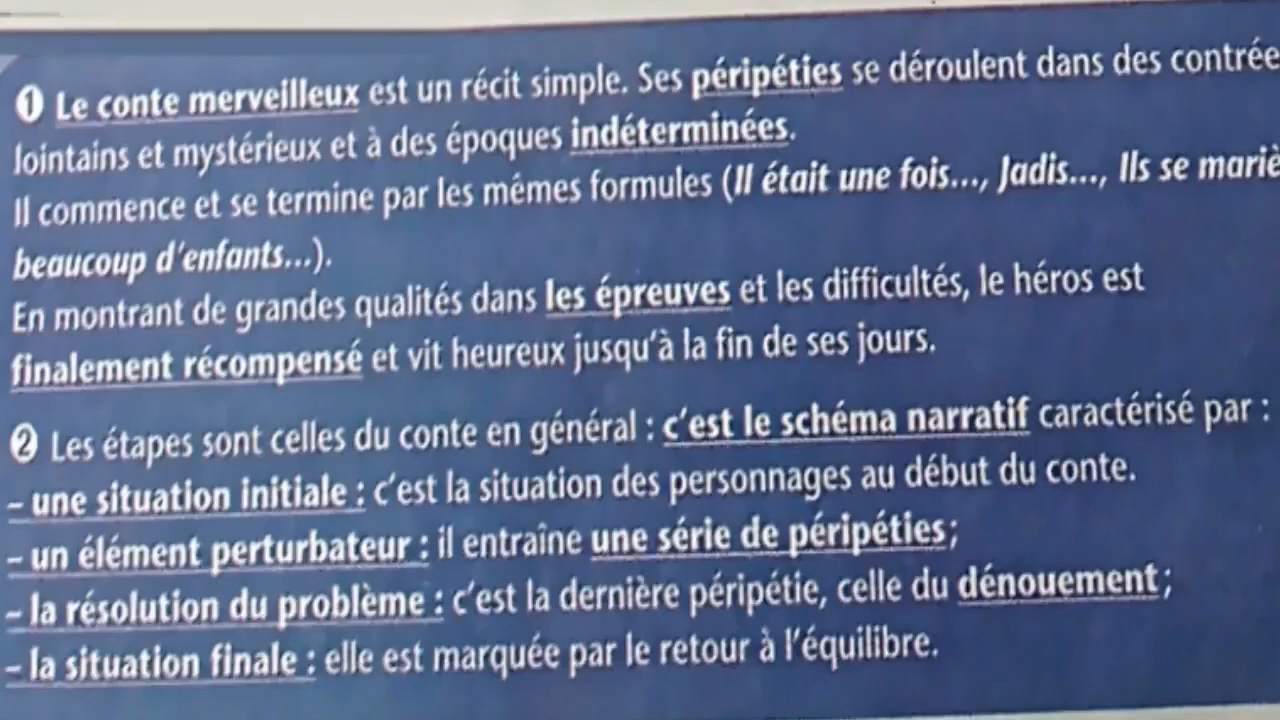 ① Le conte merveilleux est un récit simple. Ses péripéties se déroulent dans des contrée
lointains et mystérieux et à des époques indéterminées.
Il commence et se termine par les mêmes formules (Il était une fois..., Jadis..., Ils se mariè
beaucoup d'enfants...).
En montrant de grandes qualités dans les épreuves et les difficultés, le héros est
finalement récompensé et vit heureux jusqu'à la fin de ses jours.
② Les étapes sont celles du conte en général : c'est le schéma narratif caractérisé par :
– une situation initiale : c'est la situation des personnages au début du conte.
– un élément perturbateur : il entraîne une série de péripéties ;
– la résolution du problème : c'est la dernière péripétie, celle du dénouement ;
– la situation finale : elle est marquée par le retour à l'équilibre.